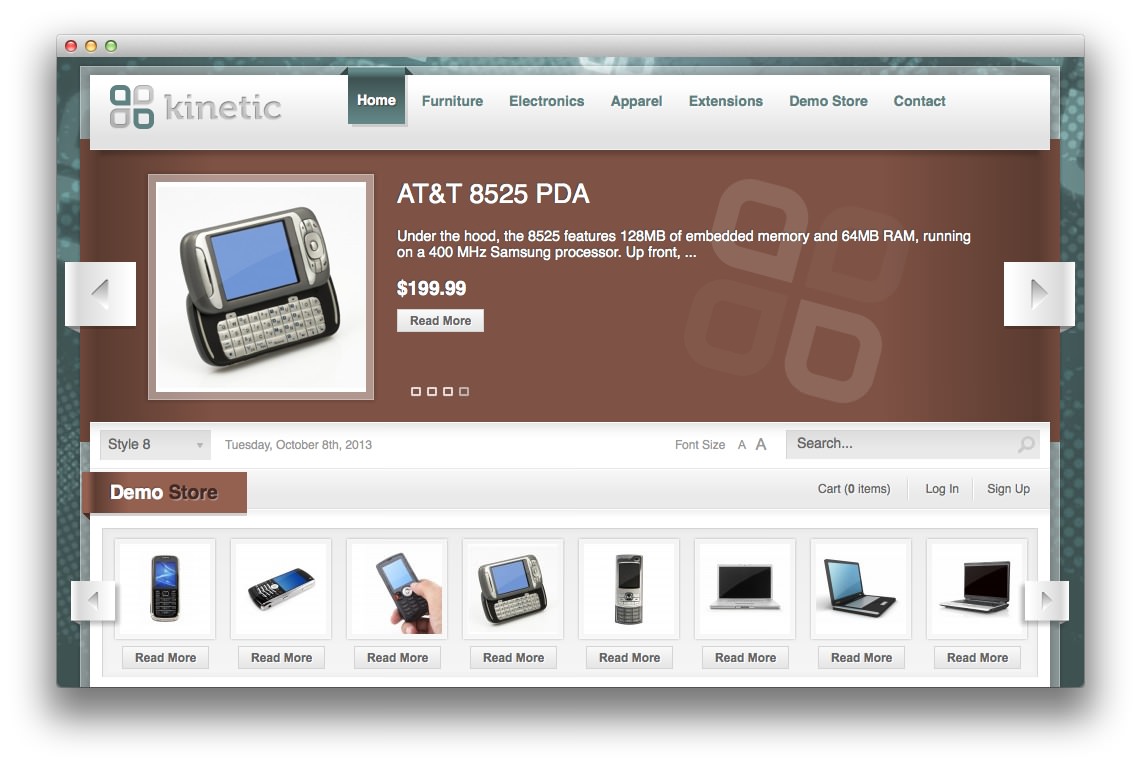 kinetic
Home Furniture Electronics Apparel Extensions Demo Store Contact
AT&T 8525 PDA
Under the hood, the 8525 features 128MB of embedded memory and 64MB RAM, running
on a 400 MHz Samsung processor. Up front, ...
$199.99
Read More
Style 8 Tuesday, October 8th, 2013 Font Size A A Search...
Demo Store Cart (0 items) Log In Sign Up
Read More Read More Read More Read More Read More Read More Read More Read More